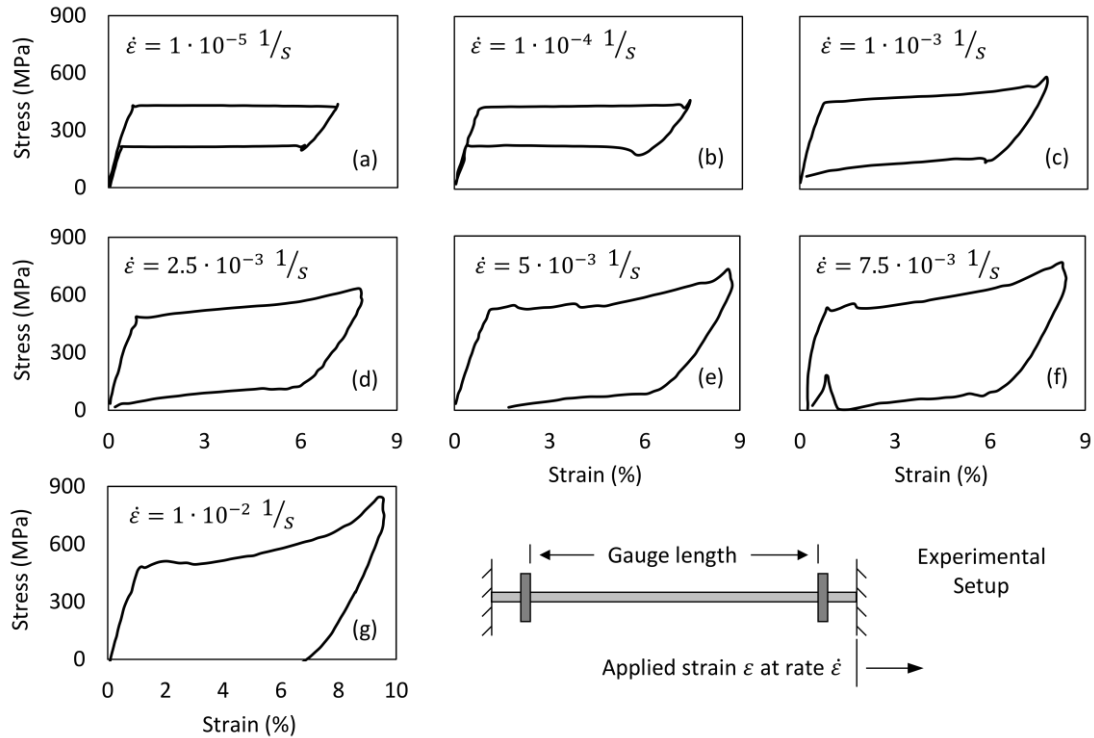 900
600
300
0
Stress (MPa)
ε̇ = 1 · 10⁻⁵ 1/s
(a)
ε̇ = 1 · 10⁻⁴ 1/s
(b)
ε̇ = 1 · 10⁻³ 1/s
(c)
900
600
300
0
Stress (MPa)
ε̇ = 2.5 · 10⁻³ 1/s
(d)
0 3 6 9
ε̇ = 5 · 10⁻³ 1/s
(e)
0 3 6 9
Strain (%)
ε̇ = 7.5 · 10⁻³ 1/s
(f)
0 3 6 9
Strain (%)
900
600
300
0
Stress (MPa)
ε̇ = 1 · 10⁻² 1/s
(g)
0 2 4 6 8 10
Strain (%)
Gauge length
Experimental
Setup
Applied strain ε at rate ε̇